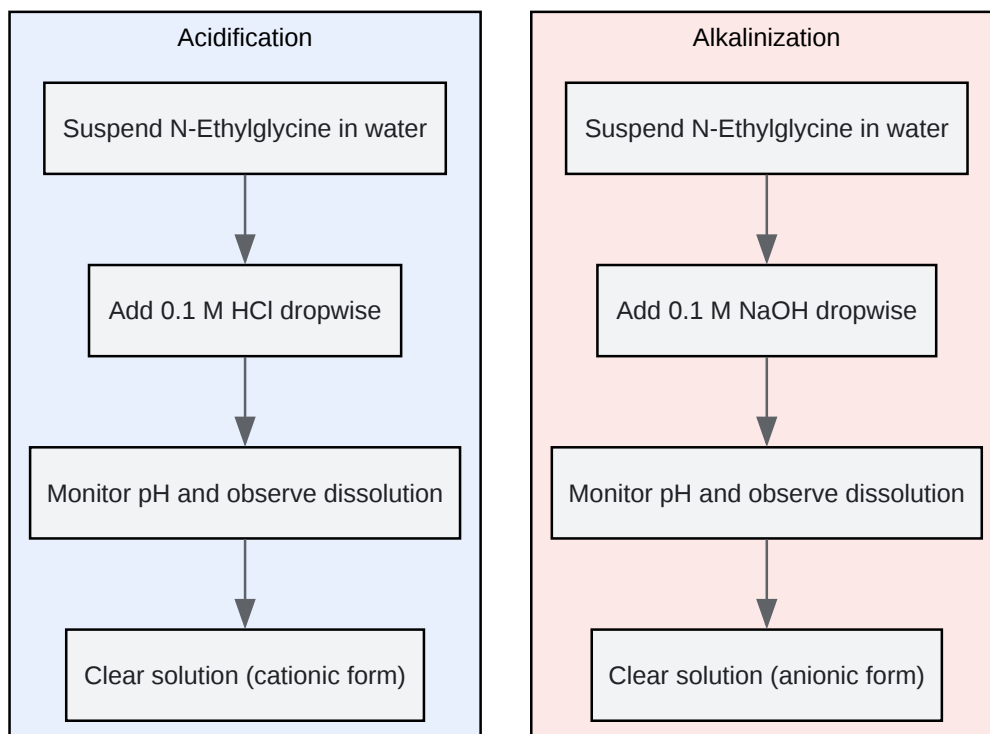 Acidification
Suspend N-Ethylglycine in water
Add 0.1 M HCl dropwise
Monitor pH and observe dissolution
Clear solution (cationic form)
Alkalinization
Suspend N-Ethylglycine in water
Add 0.1 M NaOH dropwise
Monitor pH and observe dissolution
Clear solution (anionic form)